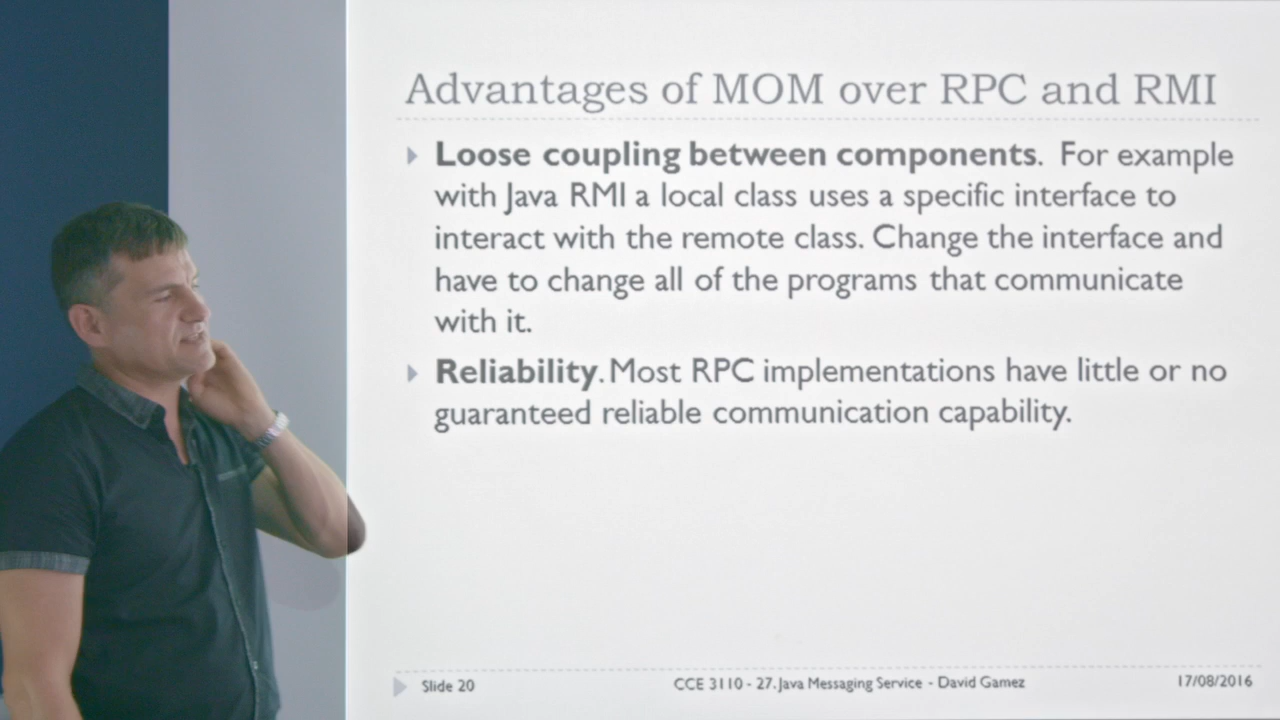 Advantages of MOM over RPC and RMI
Loose coupling between components. For example
with Java RMI a local class uses a specific interface to
interact with the remote class. Change the interface and
have to change all of the programs that communicate
with it.
Reliability. Most RPC implementations have little or no
guaranteed reliable communication capability.
Slide 20
CCE 3110 - 27. Java Messaging Service - David Gamez
17/08/2016